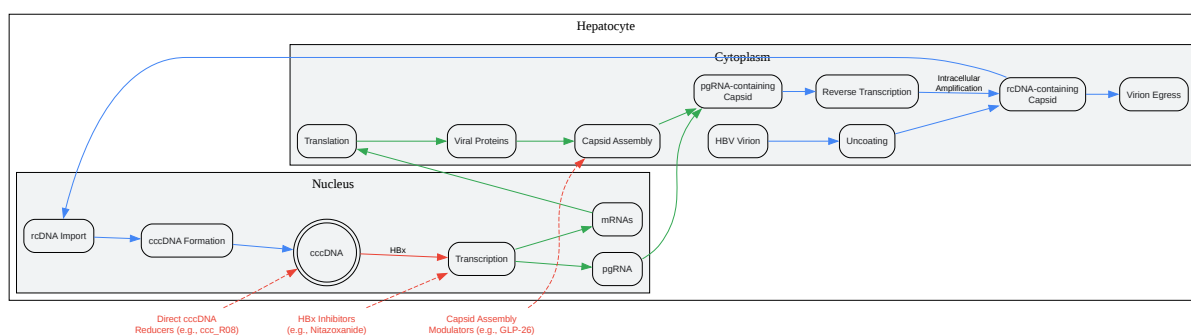 Hepatocyte
Cytoplasm
pgRNA-containing
Capsid
Reverse Transcription
Intracellular
Amplification
rcDNA-containing
Capsid
Virion Egress
Translation
Viral Proteins
Capsid Assembly
HBV Virion
Uncoating
Nucleus
rcDNA Import
cccDNA Formation
cccDNA
HBx
Transcription
mRNAs
pgRNA
Direct cccDNA
Reducers (e.g., ccc_R08)
HBx Inhibitors
(e.g., Nitazoxanide)
Capsid Assembly
Modulators (e.g., GLP-26)